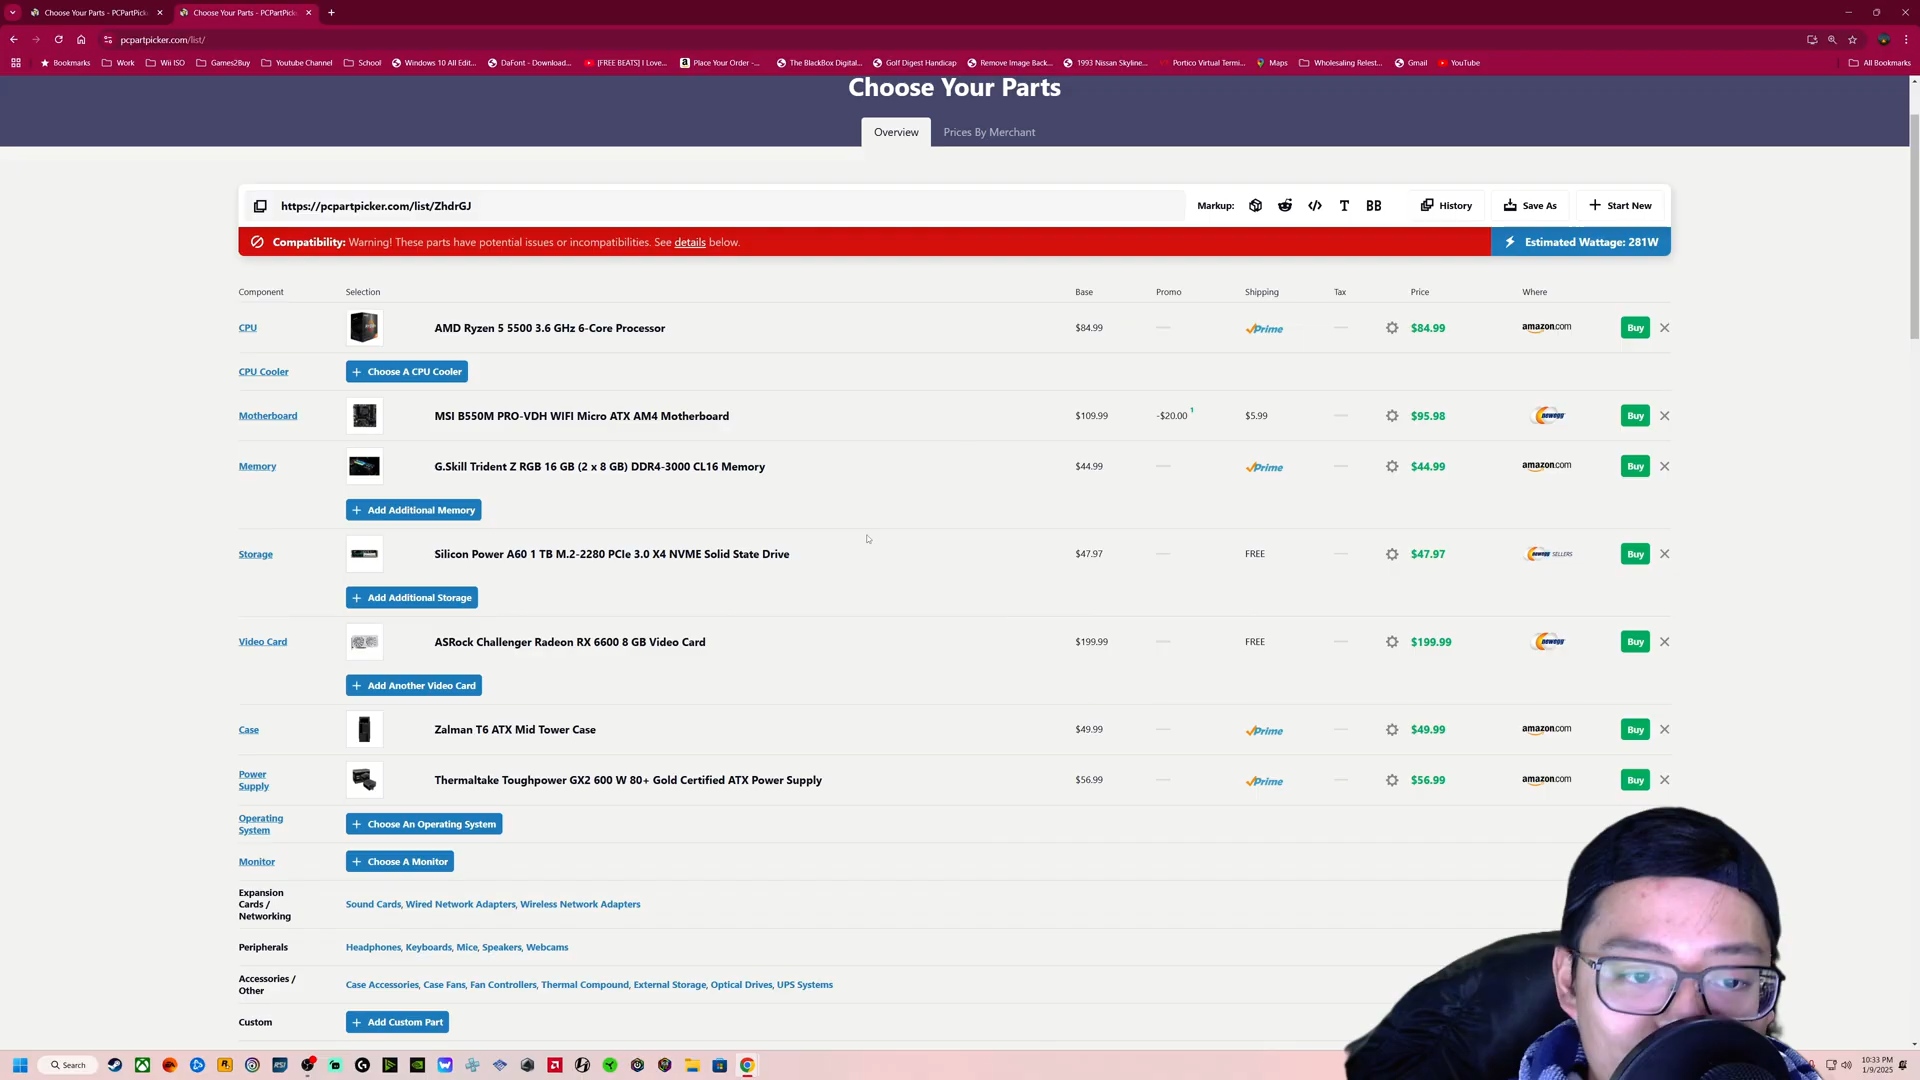 Choose Your Parts - PCPartPick
Choose Your Parts - PCPartPick
pcpartpicker.com/list/
Bookmarks
Work
Wii ISO
Games2Buy
Youtube Channel
School
Windows 10 All Edit...
DaFont - Download...
[FREE BEATS] I Love...
Place Your Order -...
The BlackBox Digital...
Golf Digest Handicap
Remove Image Back...
1993 Nissan Skyline...
Portico Virtual Termi...
Maps
Wholesaling Relest...
Gmail
YouTube
All Bookmarks
Choose Your Parts
Overview
Prices By Merchant
https://pcpartpicker.com/list/ZhdrGJ
Markup:
T
BB
History
Save As
Start New
Compatibility: Warning! These parts have potential issues or incompatibilities. See details below.
Estimated Wattage: 281W
Component Selection Base Promo Shipping Tax Price Where
CPU AMD Ryzen 5 5500 3.6 GHz 6-Core Processor $84.99 — Prime — $84.99 amazon.com Buy
CPU Cooler + Choose A CPU Cooler
Motherboard MSI B550M PRO-VDH WIFI Micro ATX AM4 Motherboard $109.99 -$20.00 1 $5.99 — $95.98 newegg Buy
Memory G.Skill Trident Z RGB 16 GB (2 x 8 GB) DDR4-3000 CL16 Memory $44.99 — Prime — $44.99 amazon.com Buy
+ Add Additional Memory
Storage Silicon Power A60 1 TB M.2-2280 PCIe 3.0 X4 NVME Solid State Drive $47.97 — FREE — $47.97 newegg SELLERS Buy
+ Add Additional Storage
Video Card ASRock Challenger Radeon RX 6600 8 GB Video Card $199.99 — FREE — $199.99 newegg Buy
+ Add Another Video Card
Case Zalman T6 ATX Mid Tower Case $49.99 — Prime — $49.99 amazon.com Buy
Power
Supply Thermaltake Toughpower GX2 600 W 80+ Gold Certified ATX Power Supply $56.99 — Prime — $56.99 amazon.com Buy
Operating
System + Choose An Operating System
Monitor + Choose A Monitor
Expansion
Cards /
Networking Sound Cards, Wired Network Adapters, Wireless Network Adapters
Peripherals Headphones, Keyboards, Mice, Speakers, Webcams
Accessories /
Other Case Accessories, Case Fans, Fan Controllers, Thermal Compound, External Storage, Optical Drives, UPS Systems
Custom + Add Custom Part
Search
10:33 PM
1/9/2025